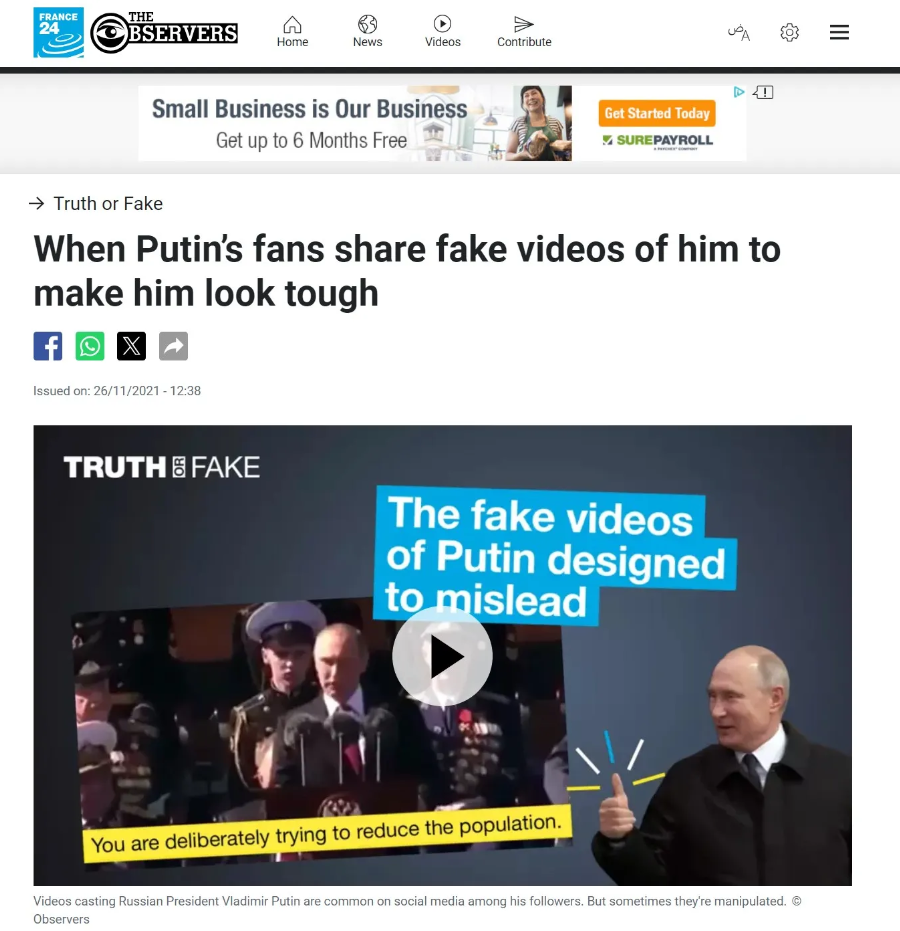 FRANCE
24
THE
OBSERVERS
Home
News
Videos
Contribute
Small Business is Our Business
Get up to 6 Months Free
Get Started Today
SUREPAYROLL
→ Truth or Fake
When Putin's fans share fake videos of him to
make him look tough
Issued on: 26/11/2021 - 12:38
TRUTH OR FAKE
The fake videos
of Putin designed
to mislead
You are deliberately trying to reduce the population.
Videos casting Russian President Vladimir Putin are common on social media among his followers. But sometimes they're manipulated. ©
Observers